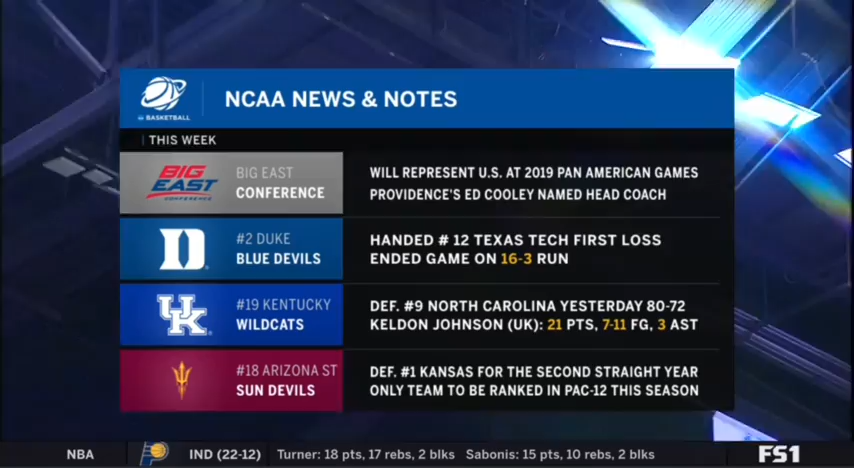 BASKETBALL
NCAA NEWS & NOTES
THIS WEEK
BIG EAST CONFERENCE
BIG EAST
CONFERENCE
WILL REPRESENT U.S. AT 2019 PAN AMERICAN GAMES
PROVIDENCE'S ED COOLEY NAMED HEAD COACH
D
#2 DUKE
BLUE DEVILS
HANDED # 12 TEXAS TECH FIRST LOSS
ENDED GAME ON 16-3 RUN
UK
#19 KENTUCKY
WILDCATS
DEF. #9 NORTH CAROLINA YESTERDAY 80-72
KELDON JOHNSON (UK): 21 PTS, 7-11 FG, 3 AST
#18 ARIZONA ST
SUN DEVILS
DEF. #1 KANSAS FOR THE SECOND STRAIGHT YEAR
ONLY TEAM TO BE RANKED IN PAC-12 THIS SEASON
NBA
IND (22-12)
Turner: 18 pts, 17 rebs, 2 blks Sabonis: 15 pts, 10 rebs, 2 blks
FS1